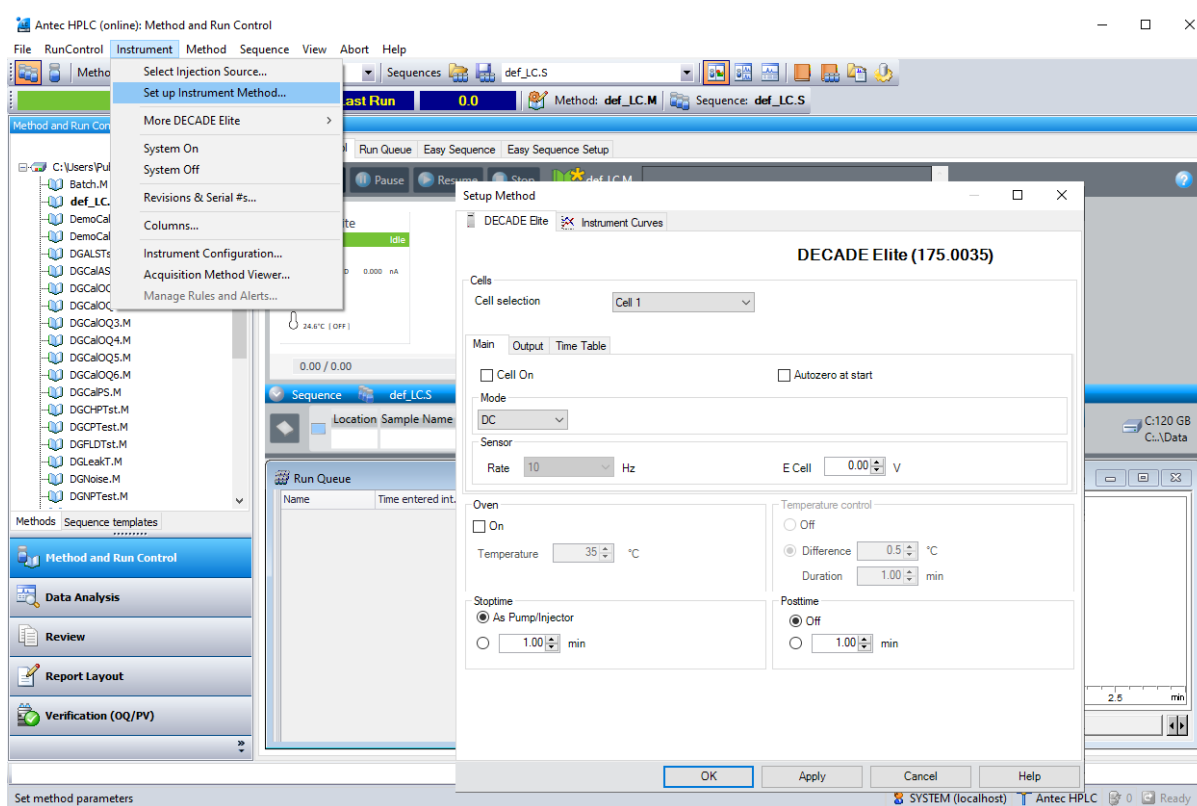 Antec HPLC (online): Method and Run Control
File RunControl Instrument Method Sequence View Abort Help
Metho
Sequences def_LC.S
Last Run 0.0 Method: def_LC.M Sequence: def_LC.S
Select Injection Source...
Set up Instrument Method...
More DECADE Elite
System On
System Off
Revisions & Serial #s...
Columns...
Instrument Configuration...
Acquisition Method Viewer...
Manage Rules and Alerts...
Method and Run Con
Run Queue Easy Sequence Easy Sequence Setup
Pause Resume Stop def_LC.M
C:\Users\Pul
Batch.M
def_LC.
DemoCal
DemoCal
DGALSTs
DGCalAS
DGCalOC
DGCalOC
DGCalOQ3.M
DGCalOQ4.M
DGCalOQ5.M
DGCalOQ6.M
DGCalPS.M
DGCHPTst.M
DGCPTest.M
DGFLDTst.M
DGLeakT.M
DGNoise.M
DGNPTest.M
Methods Sequence templates
Method and Run Control
Data Analysis
Review
Report Layout
Verification (OQ/PV)
ite
Idle
0.000 nA
24.6°C [OFF]
0.00 / 0.00
Sequence def_LC.S
Location Sample Name
Run Queue
Name Time entered int.
C:120 GB
C:..\Data
2.5 min
Setup Method
DECADE Elite Instrument Curves
DECADE Elite (175.0035)
Cells
Cell selection Cell 1
Main Output Time Table
Cell On Autozero at start
Mode
DC
Sensor
Rate 10 Hz E Cell 0.00 V
Oven
On
Temperature 35 °C
Temperature control
Off
Difference 0.5 °C
Duration 1.00 min
Stoptime
As Pump/Injector
1.00 min
Posttime
Off
1.00 min
OK Apply Cancel Help
Set method parameters
SYSTEM (localhost) Antec HPLC 0 Ready